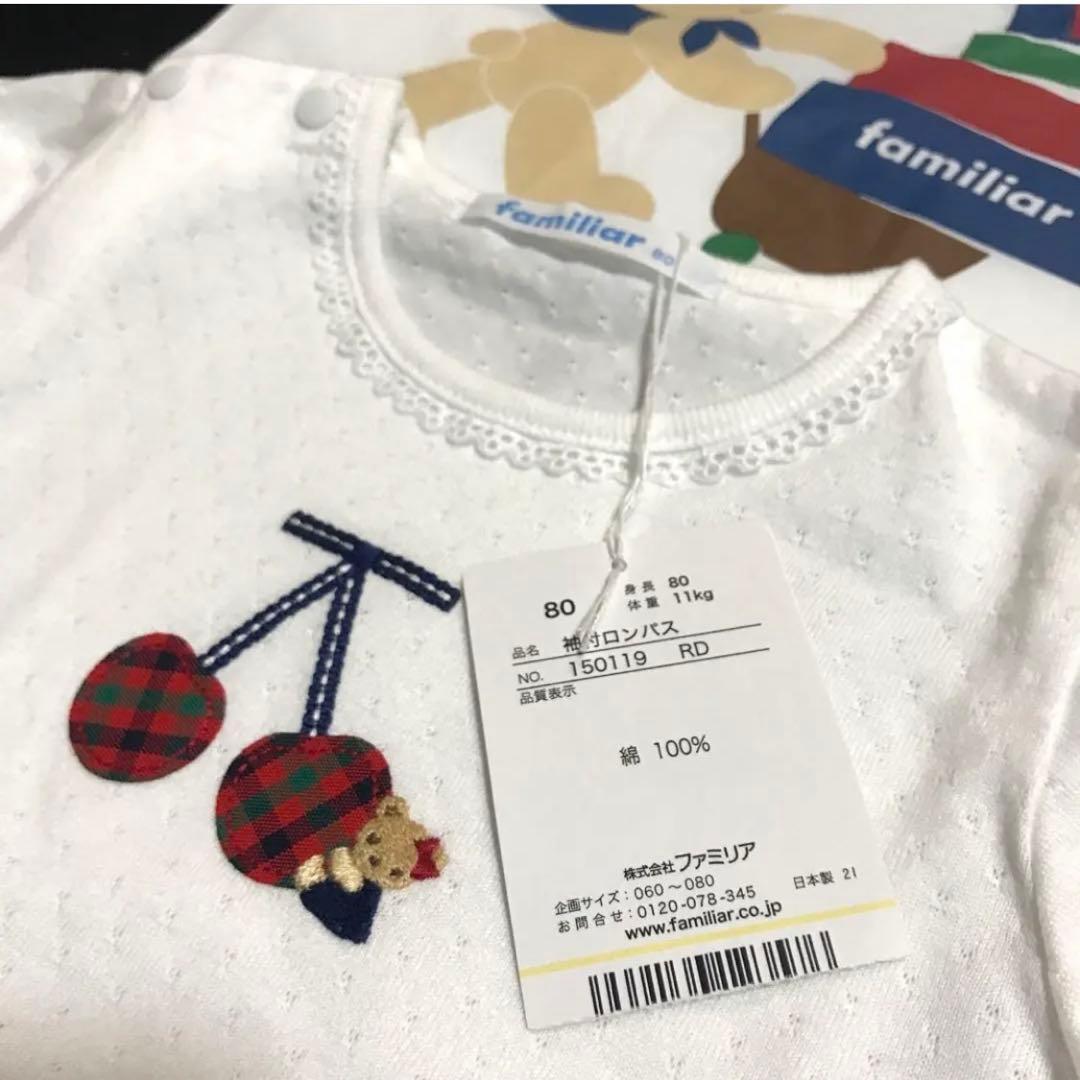 familiar
familiar 80
80
身長 80
体重 11kg
品名 袖付ロンパス
NO. 150119 RD
品質表示
綿 100%
株式会社ファミリア
企画サイズ：060～080 日本製 21
お問合せ：0120-078-345
www.familiar.co.jp